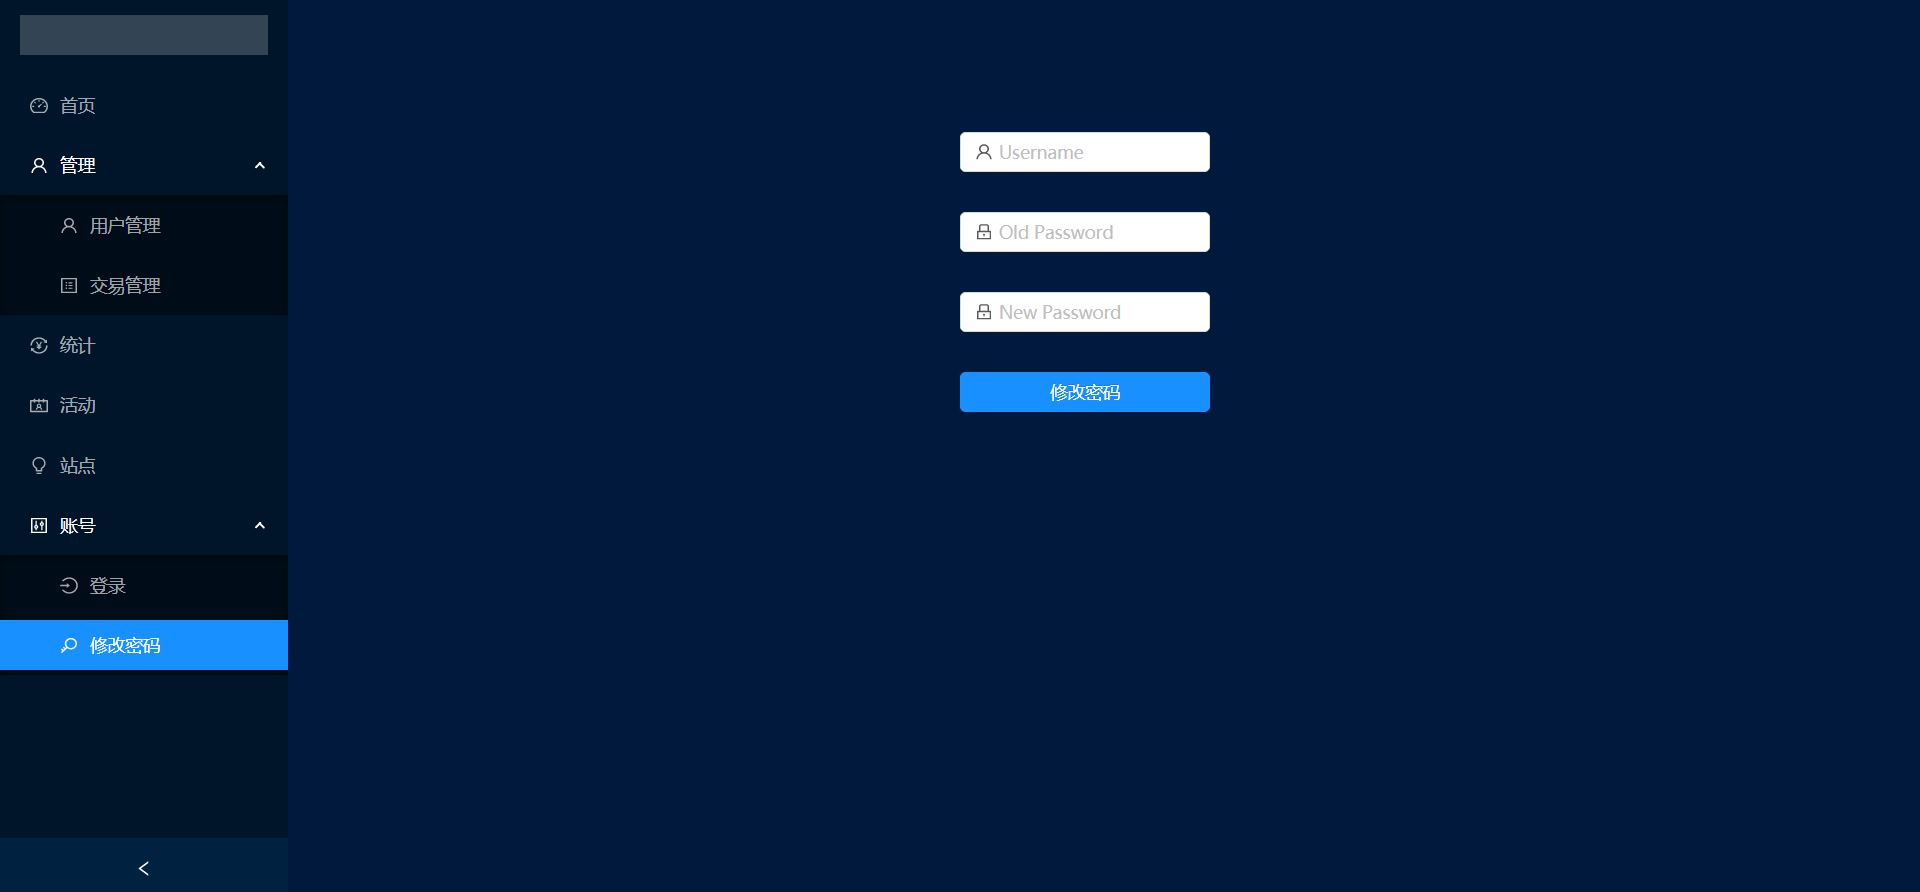 首页
管理
用户管理
交易管理
统计
活动
站点
账号
登录
修改密码
Username
Old Password
New Password
修改密码